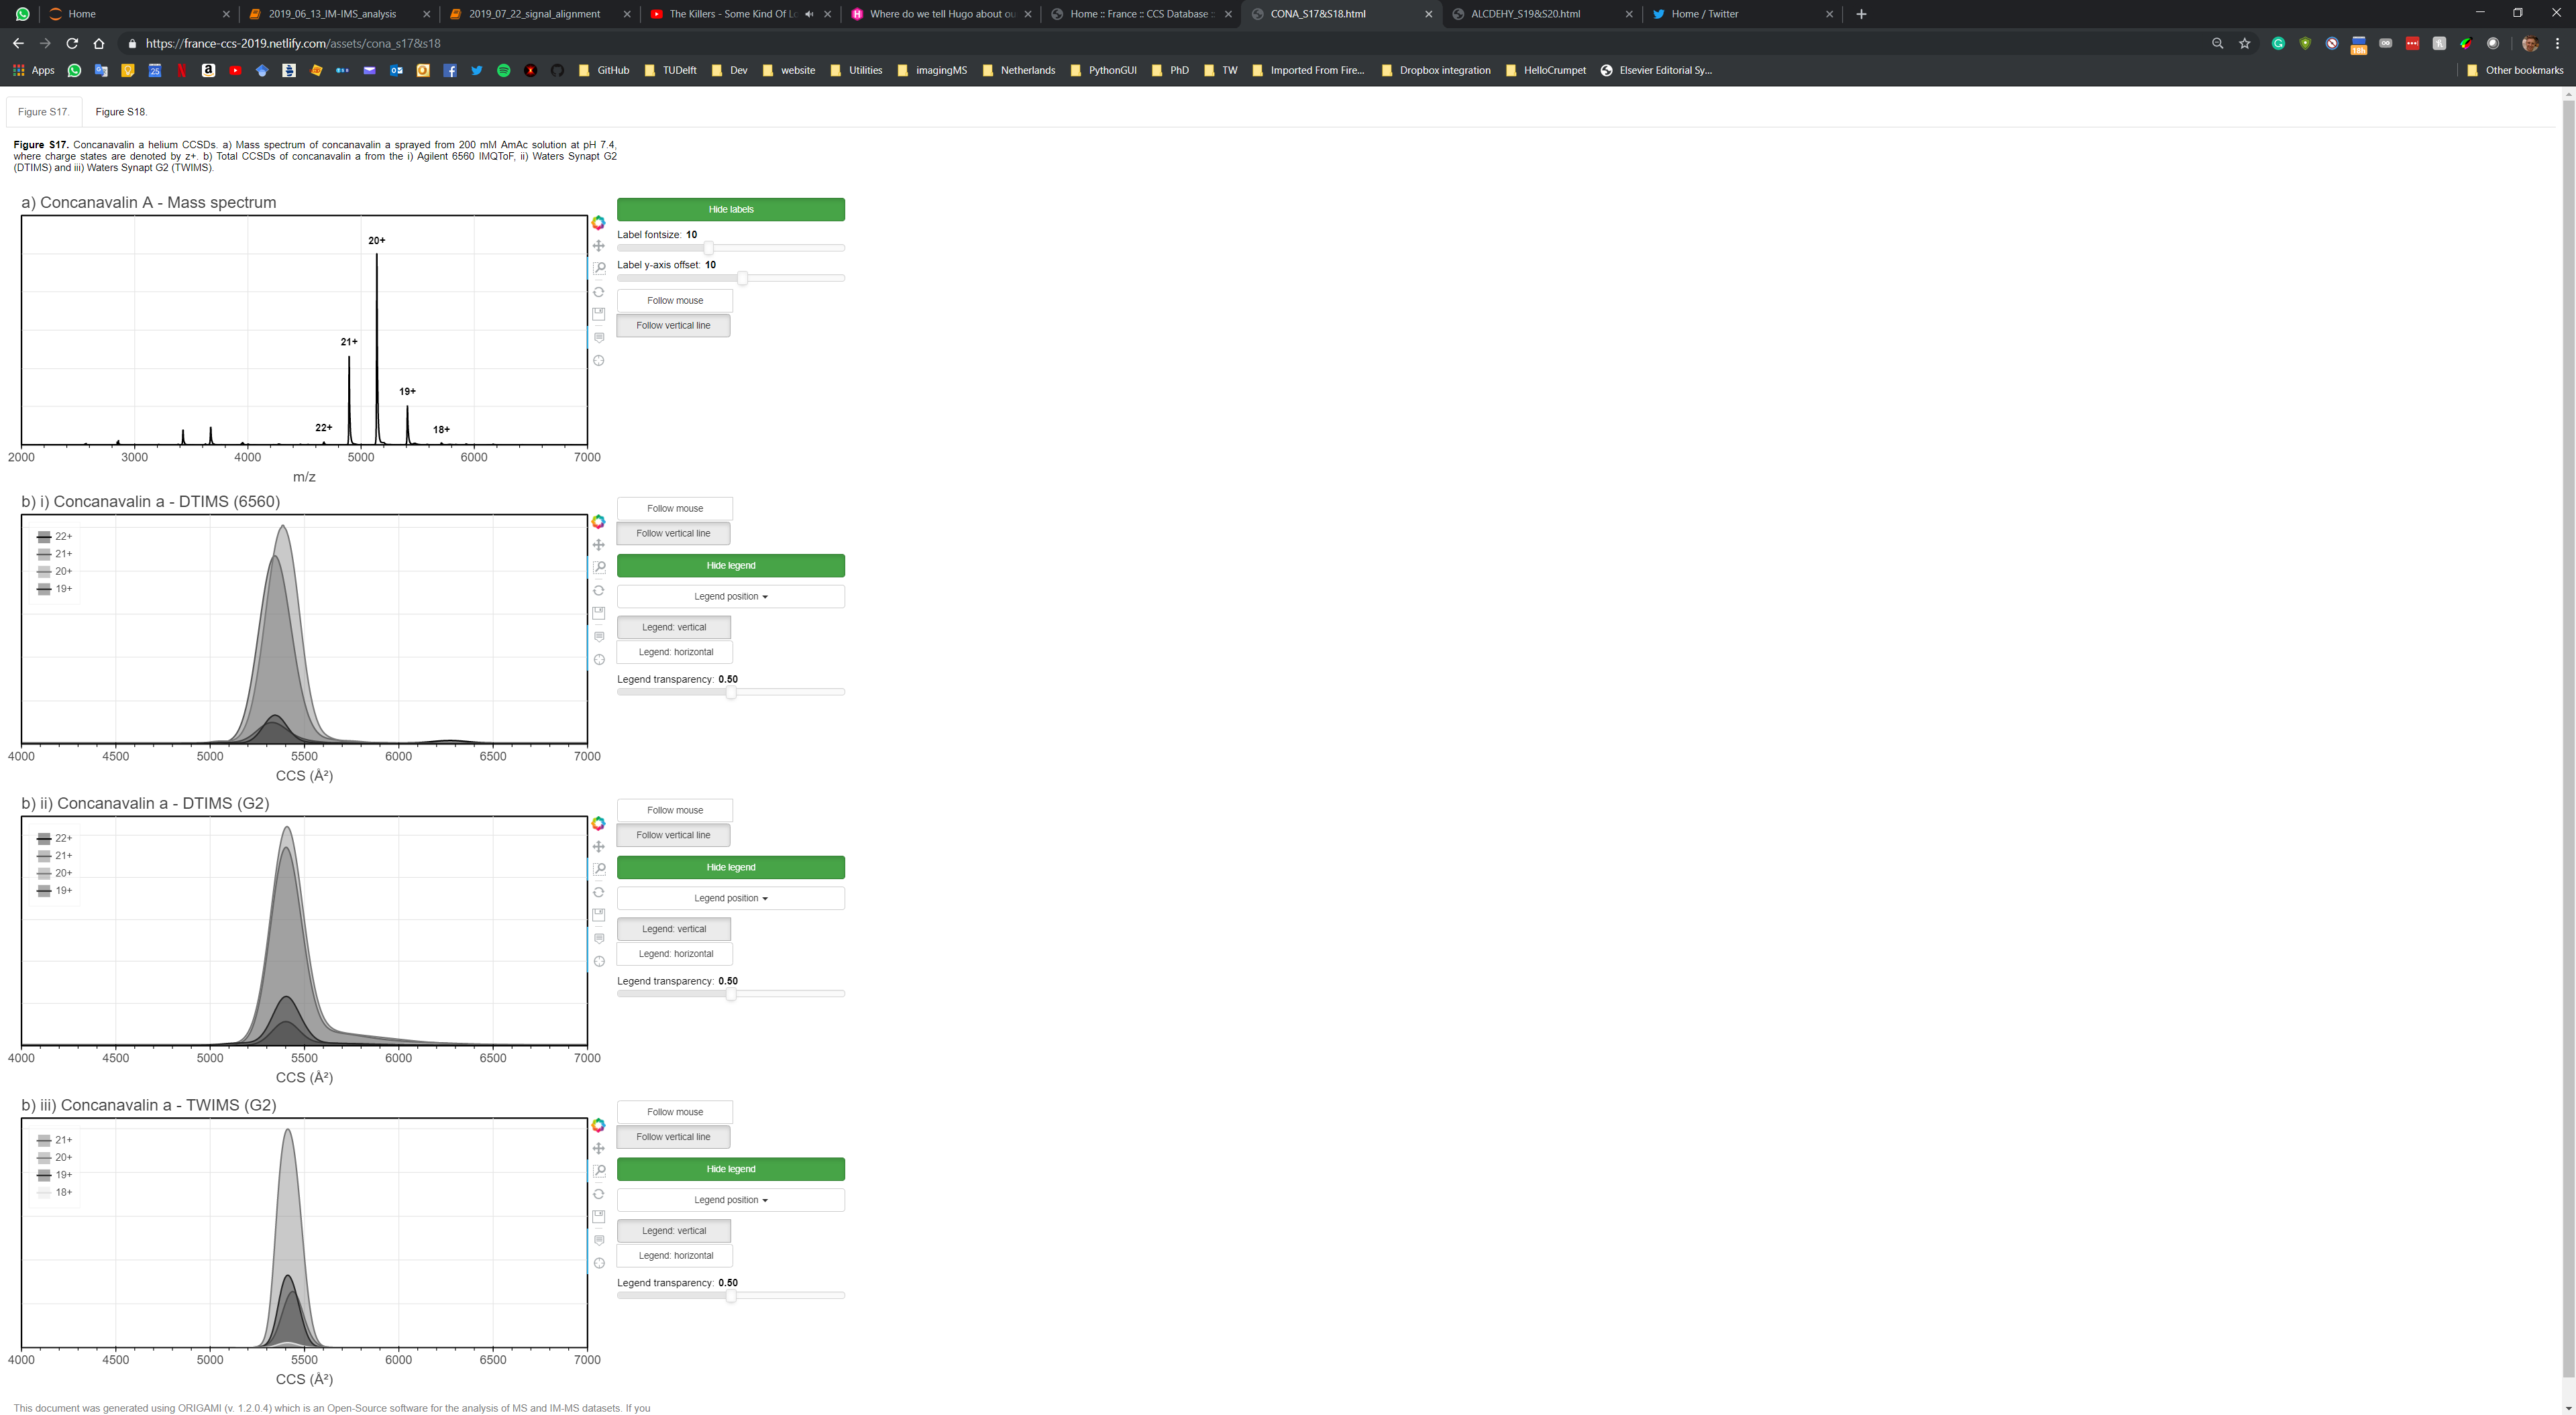 Home
2019_06_13_IM-IMS_analysis
2019_07_22_signal_alignment
The Killers - Some Kind Of Lo
Where do we tell Hugo about ou
Home :: France :: CCS Database ::
CONA_S17&S18.html
ALCDEHY_S19&S20.html
Home / Twitter
https://france-ccs-2019.netlify.com/assets/cona_s17&s18
18h
Apps
25
GitHub
TUDelft
Dev
website
Utilities
imagingMS
Netherlands
PythonGUI
PhD
TW
Imported From Fire...
Dropbox integration
HelloCrumpet
Elsevier Editorial Sy...
Other bookmarks
Figure S17.
Figure S18.
Figure S17. Concanavalin a helium CCSDs. a) Mass spectrum of concanavalin a sprayed from 200 mM AmAc solution at pH 7.4,
where charge states are denoted by z+. b) Total CCSDs of concanavalin a from the i) Agilent 6560 IMQToF, ii) Waters Synapt G2
(DTIMS) and iii) Waters Synapt G2 (TWIMS).
a) Concanavalin A - Mass spectrum
20+
21+
19+
22+
18+
2000 3000 4000 5000 6000 7000
m/z
Hide labels
Label fontsize: 10
Label y-axis offset: 10
Follow mouse
Follow vertical line
b) i) Concanavalin a - DTIMS (6560)
22+
21+
20+
19+
4000 4500 5000 5500 6000 6500 7000
CCS (Å²)
Follow mouse
Follow vertical line
Hide legend
Legend position
Legend: vertical
Legend: horizontal
Legend transparency: 0.50
b) ii) Concanavalin a - DTIMS (G2)
22+
21+
20+
19+
4000 4500 5000 5500 6000 6500 7000
CCS (Å²)
Follow mouse
Follow vertical line
Hide legend
Legend position
Legend: vertical
Legend: horizontal
Legend transparency: 0.50
b) iii) Concanavalin a - TWIMS (G2)
21+
20+
19+
18+
4000 4500 5000 5500 6000 6500 7000
CCS (Å²)
Follow mouse
Follow vertical line
Hide legend
Legend position
Legend: vertical
Legend: horizontal
Legend transparency: 0.50
This document was generated using ORIGAMI (v. 1.2.0.4) which is an Open-Source software for the analysis of MS and IM-MS datasets. If you